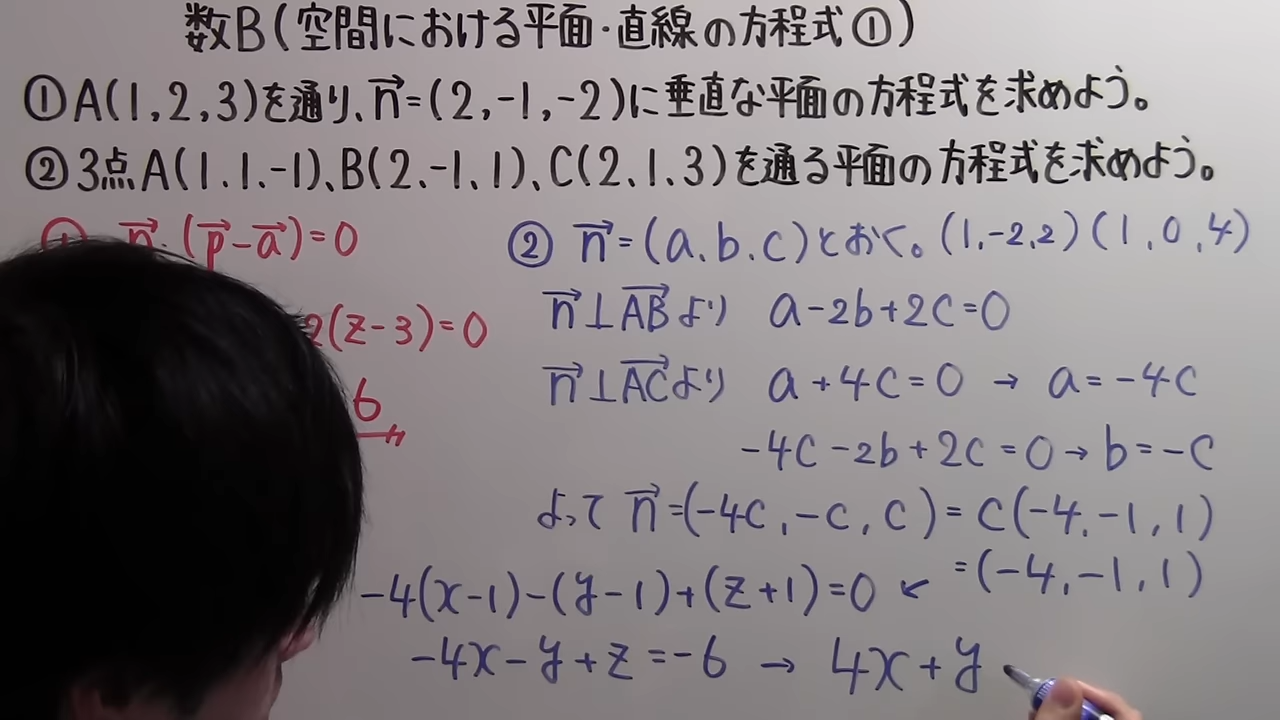 数B(空間における平面・直線の方程式①)
①A(1,2,3)を通り、n→=(2,-1,-2)に垂直な平面の方程式を求めよう。
②3点A(1.1.-1)、B(2.-1.1)、C(2.1.3)を通る平面の方程式を求めよう。
① n→・(p→-a→)=0
2(z-3)=0
6
② n→=(a.b.c)とおく。(1.-2.2)(1,0,4)
n→⊥AB→より a-2b+2c=0
n→⊥AC→より a+4c=0 → a=-4c
-4c-2b+2c=0→b=-c
よって n→=(-4c,-c,c)=c(-4.-1,1)
=(-4.-1,1)
-4(x-1)-(y-1)+(z+1)=0 ↙
-4x-y+z=-6 → 4x+y